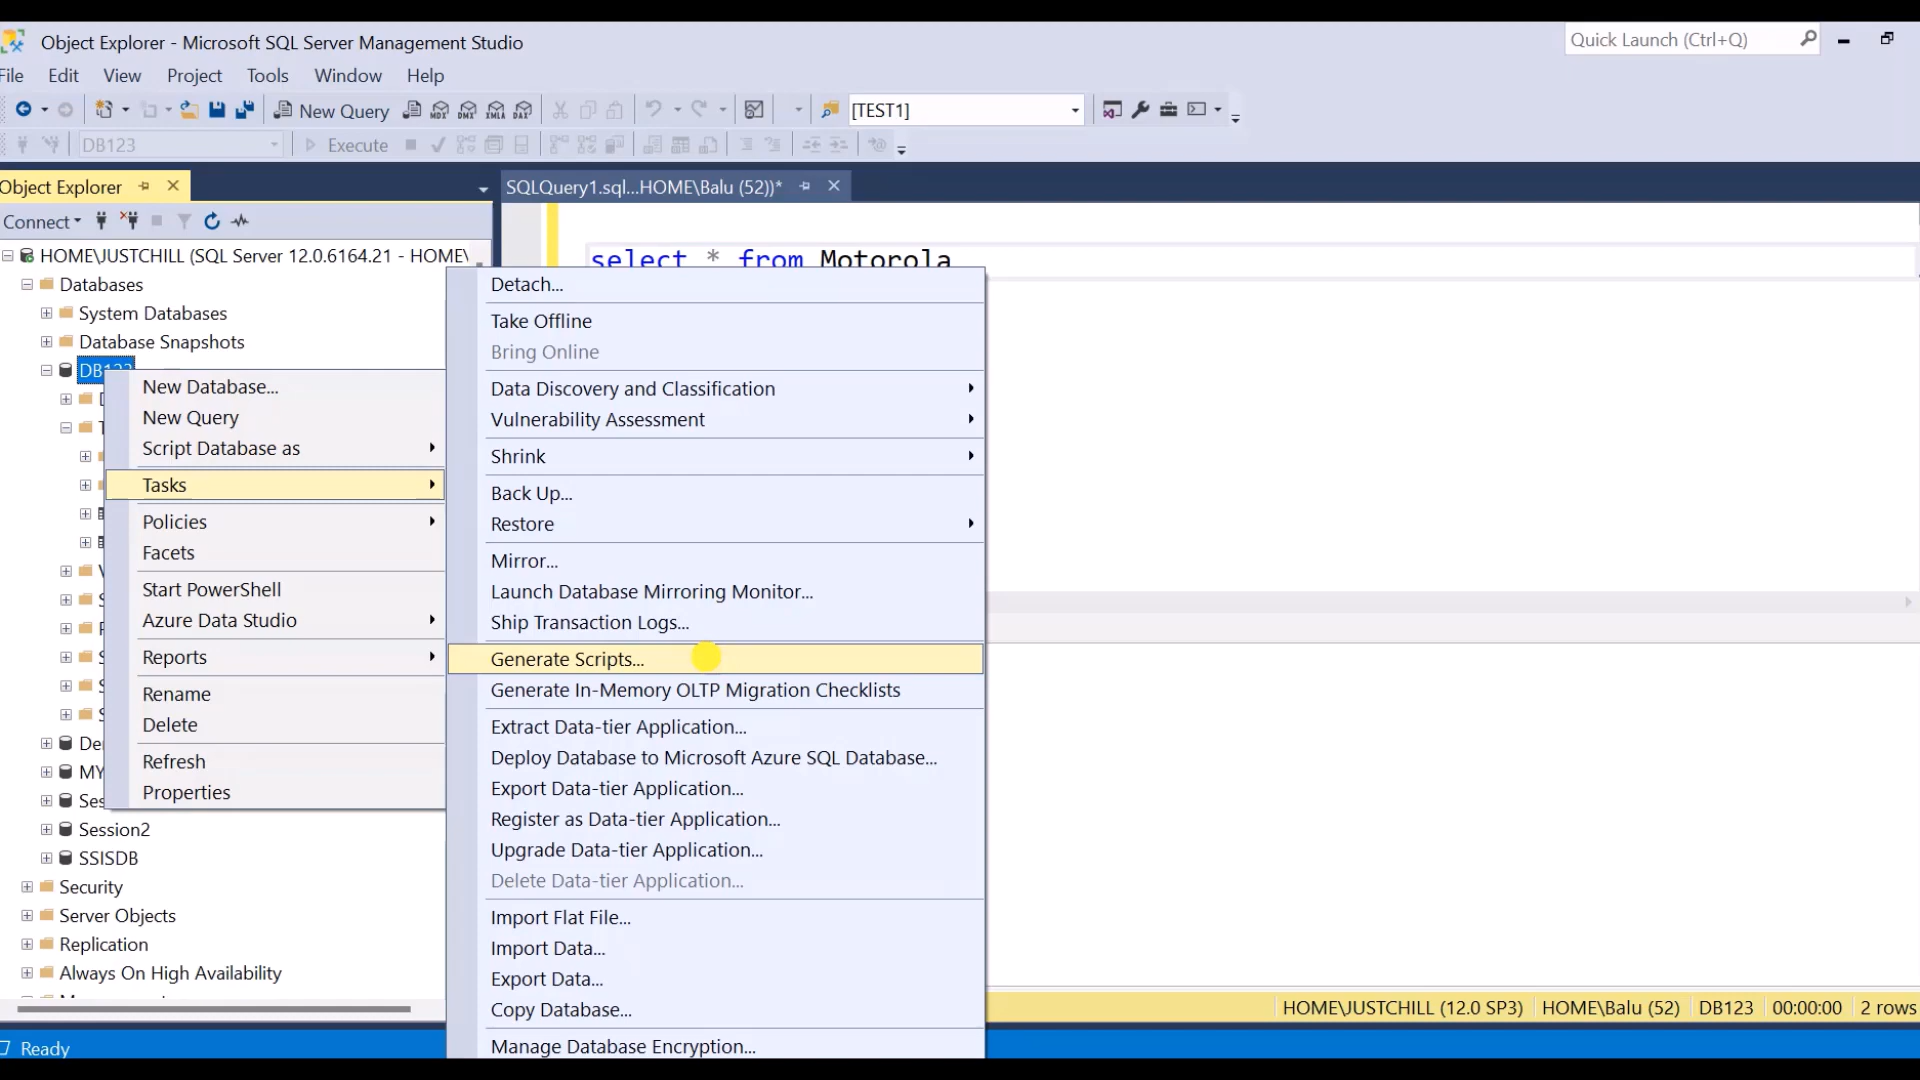 Object Explorer - Microsoft SQL Server Management Studio
Quick Launch (Ctrl+Q)
File Edit View Project Tools Window Help
New Query
MDX DMX XMLA DAX
[TEST1]
DB123
Execute
Object Explorer
SQLQuery1.sql...HOME\Balu (52))*
Connect
HOME\JUSTCHILL (SQL Server 12.0.6164.21 - HOME\
Databases
System Databases
Database Snapshots
DB123
Session2
SSISDB
Security
Server Objects
Replication
Always On High Availability
select * from Motorola
New Database...
New Query
Script Database as
Tasks
Policies
Facets
Start PowerShell
Azure Data Studio
Reports
Rename
Delete
Refresh
Properties
Detach...
Take Offline
Bring Online
Data Discovery and Classification
Vulnerability Assessment
Shrink
Back Up...
Restore
Mirror...
Launch Database Mirroring Monitor...
Ship Transaction Logs...
Generate Scripts...
Generate In-Memory OLTP Migration Checklists
Extract Data-tier Application...
Deploy Database to Microsoft Azure SQL Database...
Export Data-tier Application...
Register as Data-tier Application...
Upgrade Data-tier Application...
Delete Data-tier Application...
Import Flat File...
Import Data...
Export Data...
Copy Database...
Manage Database Encryption...
HOME\JUSTCHILL (12.0 SP3) HOME\Balu (52) DB123 00:00:00 2 rows
Ready